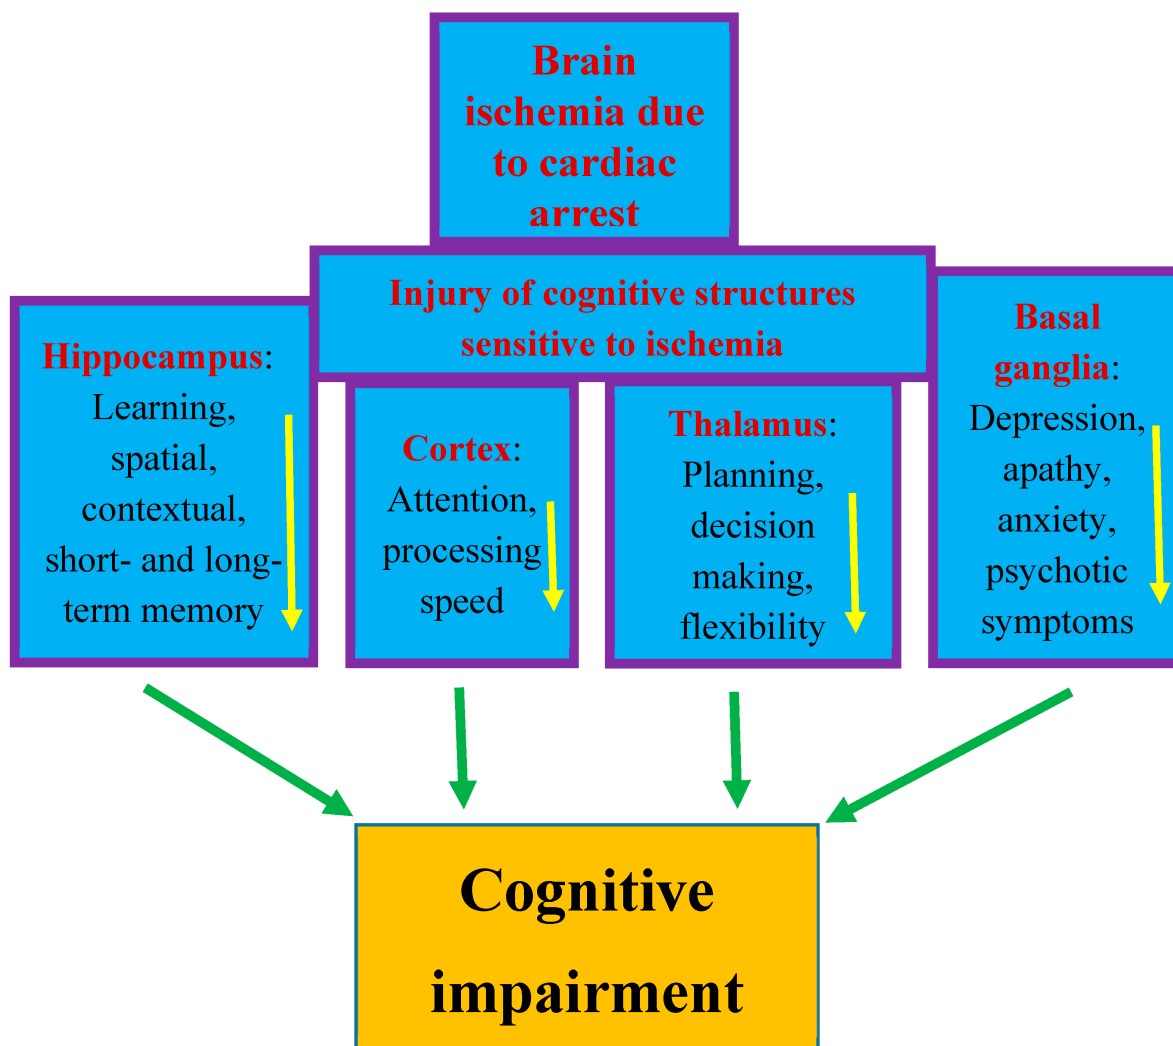 Brain
ischemia due
to cardiac
arrest
Injury of cognitive structures
sensitive to ischemia
Hippocampus:
Learning,
spatial,
contextual,
short- and long-
term memory
Cortex:
Attention,
processing
speed
Thalamus:
Planning,
decision
making,
flexibility
Basal
ganglia:
Depression,
apathy,
anxiety,
psychotic
symptoms
Cognitive
impairment